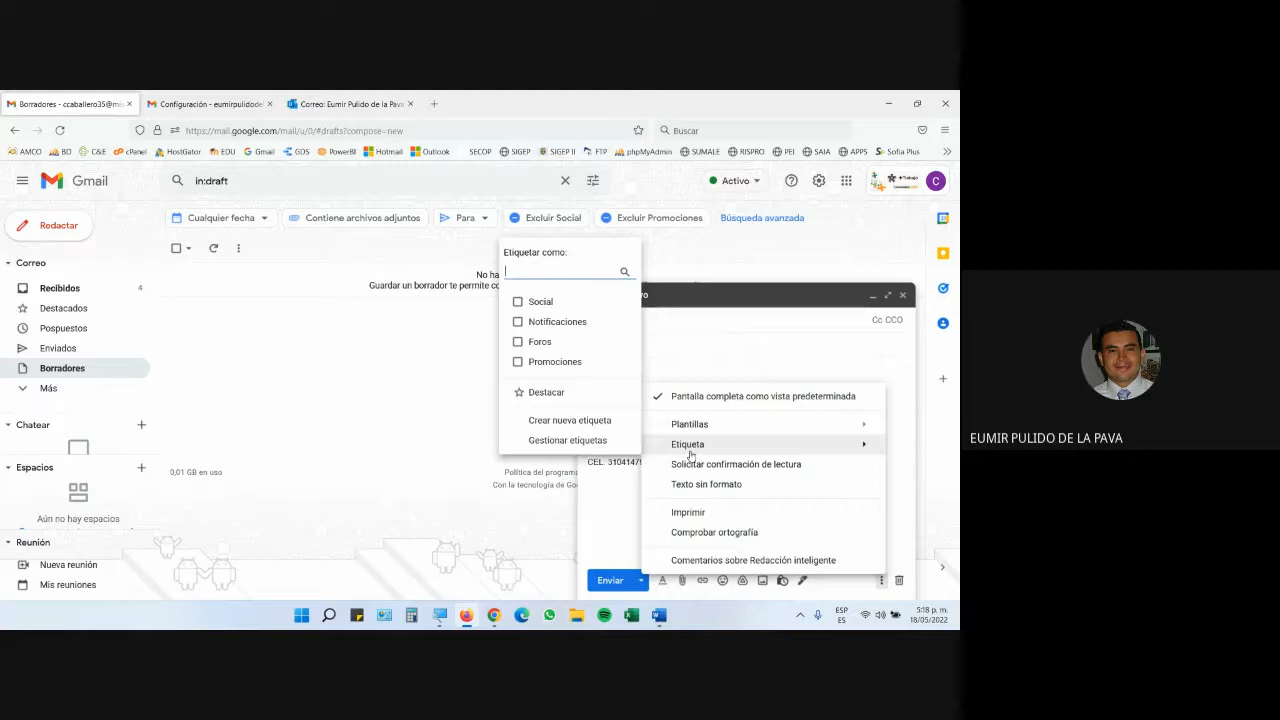 Borradores - ccaballero35@mis
Configuración - eumirpulidodel
Correo: Eumir Pulido de la Pava
https://mail.google.com/mail/u/0/#drafts?compose=new
Buscar
AMCO BD C&E cPanel HostGator EDU Gmail GDS PowerBI Hotmail Outlook SECOP SIGEP SIGEP II FTP phpMyAdmin SUMALE RISPRO PEI SAIA APPS Sofia Plus
Gmail
in:draft
Activo
C
Redactar
Cualquier fecha
Contiene archivos adjuntos
Para
Excluir Social
Excluir Promociones
Búsqueda avanzada
Correo
Recibidos 4
Destacados
Pospuestos
Enviados
Borradores
Más
Chatear
Espacios
Aún no hay espacios
Reunión
Nueva reunión
Mis reuniones
No ha
Guardar un borrador te permite co
0,01 GB en uso
Política del programa
Con la tecnología de Goo
Etiquetar como:
Social
Notificaciones
Foros
Promociones
Destacar
Crear nueva etiqueta
Gestionar etiquetas
vo
Cc CCO
CEL. 3104147
Pantalla completa como vista predeterminada
Plantillas
Etiqueta
Solicitar confirmación de lectura
Texto sin formato
Imprimir
Comprobar ortografía
Comentarios sobre Redacción inteligente
Enviar
ESP
ES
5:18 p. m.
18/05/2022
EUMIR PULIDO DE LA PAVA